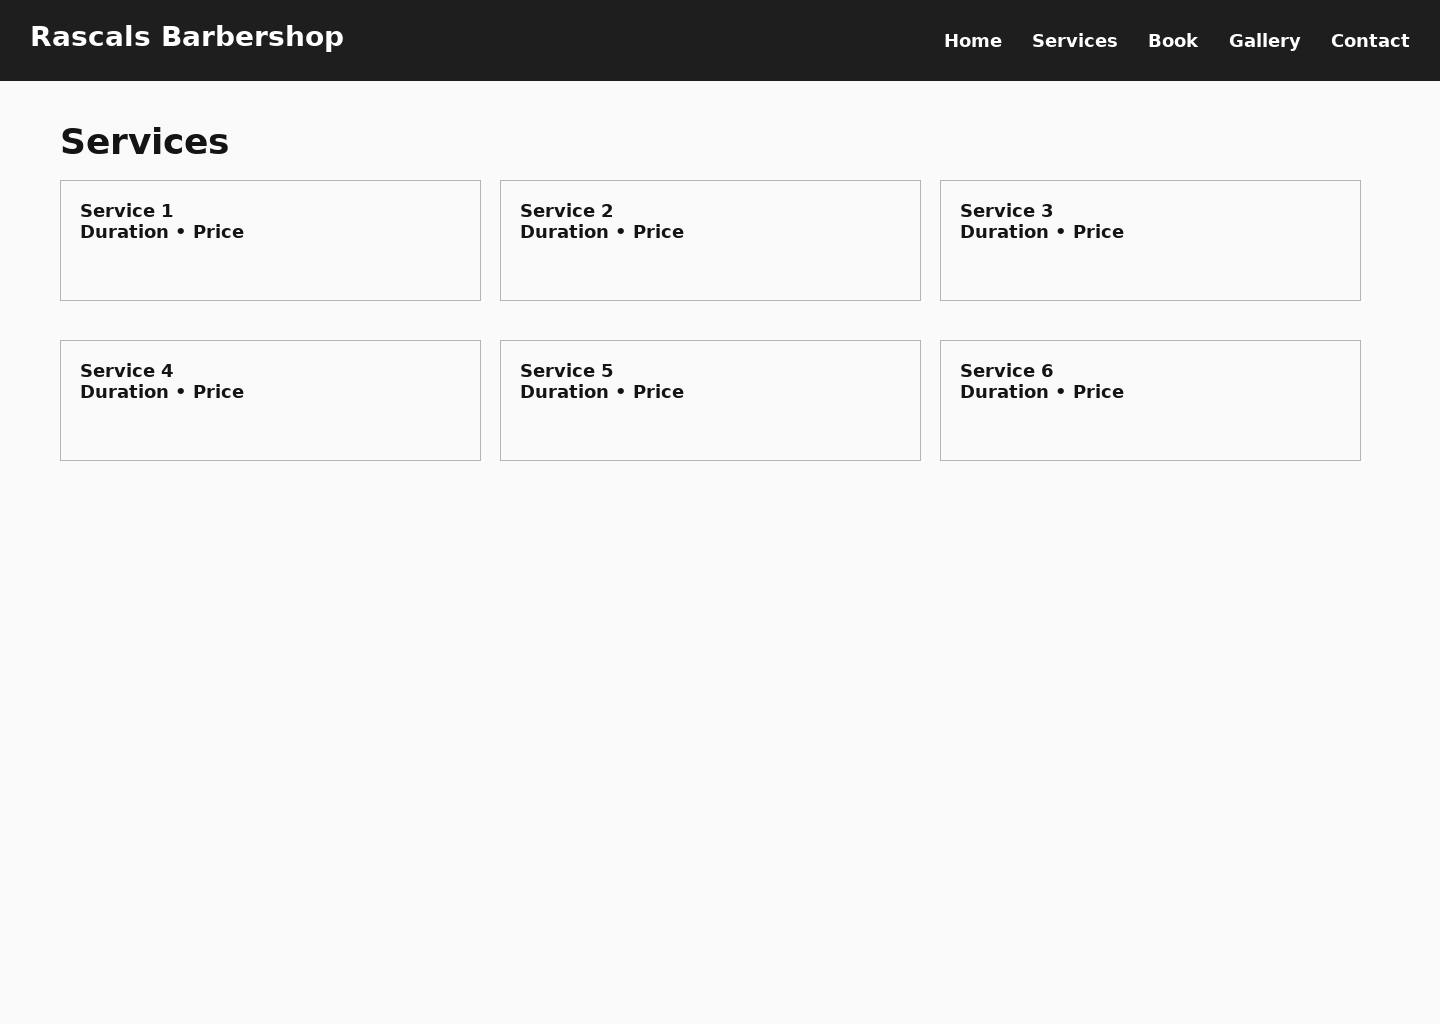 Rascals Barbershop
Home Services Book Gallery Contact
Services
Service 1
Duration • Price
Service 2
Duration • Price
Service 3
Duration • Price
Service 4
Duration • Price
Service 5
Duration • Price
Service 6
Duration • Price